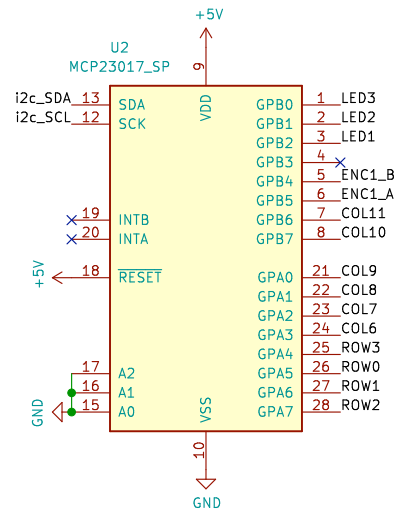 +5V
U2
MCP23017_SP
9
VDD
i2c_SDA 13 SDA GPB0 1 LED3
i2c_SCL 12 SCK GPB1 2 LED2
GPB2 3 LED1
GPB3 4
GPB4 5 ENC1_B
GPB5 6 ENC1_A
19 INTB GPB6 7 COL11
20 INTA GPB7 8 COL10
+5V 18 RESET GPA0 21 COL9
GPA1 22 COL8
GPA2 23 COL7
GPA3 24 COL6
GPA4 25 ROW3
17 A2 GPA5 26 ROW0
16 A1 GPA6 27 ROW1
GND 15 A0 GPA7 28 ROW2
VSS
10
GND